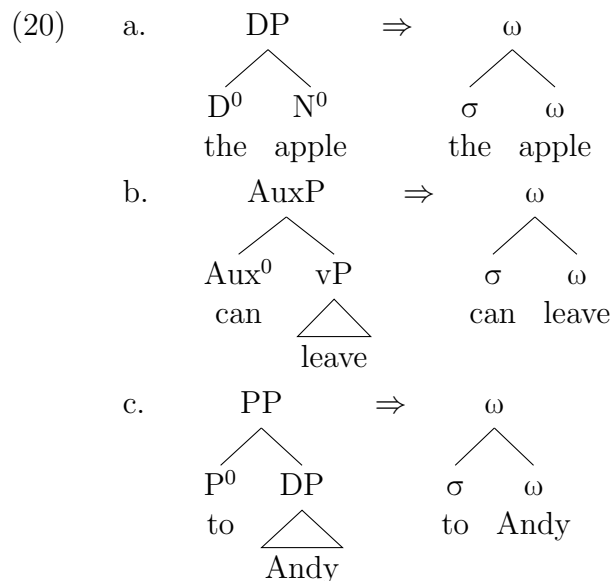 (20) a. DP ⇒ ω
D⁰ N⁰ σ ω
the apple the apple
b. AuxP ⇒ ω
Aux⁰ vP σ ω
can can leave
leave
c. PP ⇒ ω
P⁰ DP σ ω
to to Andy
Andy